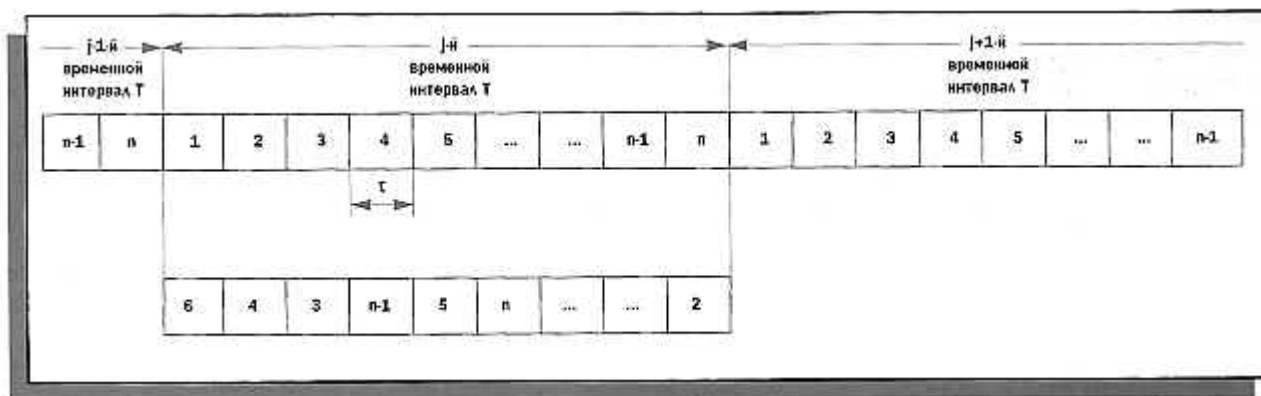 j-1-й j-й j+1-й
временной временной временной
интервал T интервал T интервал T
n-1 n 1 2 3 4 5 ... ... n-1 n 1 2 3 4 5 ... ... n-1
τ
6 4 3 n-1 5 n ... ... 2